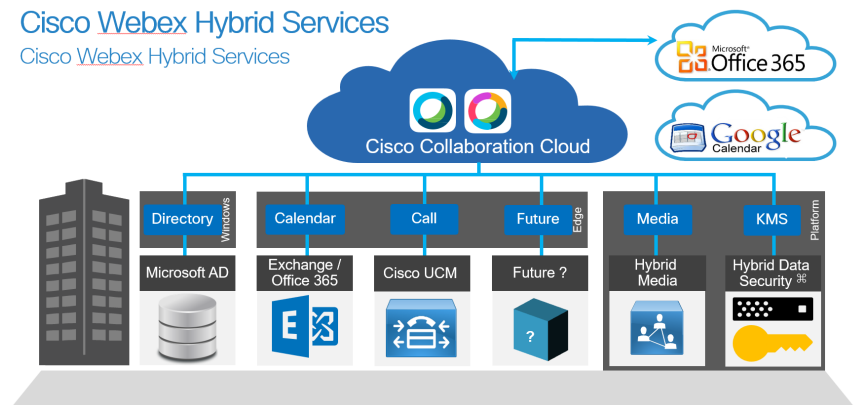 Cisco Webex Hybrid Services
Cisco Webex Hybrid Services
Microsoft®
Office 365
Cisco Collaboration Cloud
Google
Calendar
Directory
Windows
Calendar
Call
Future
Edge
Media
KMS
Platform
Microsoft AD
Exchange /
Office 365
Cisco UCM
Future ?
Hybrid
Media
Hybrid Data
Security ⌘
E
?